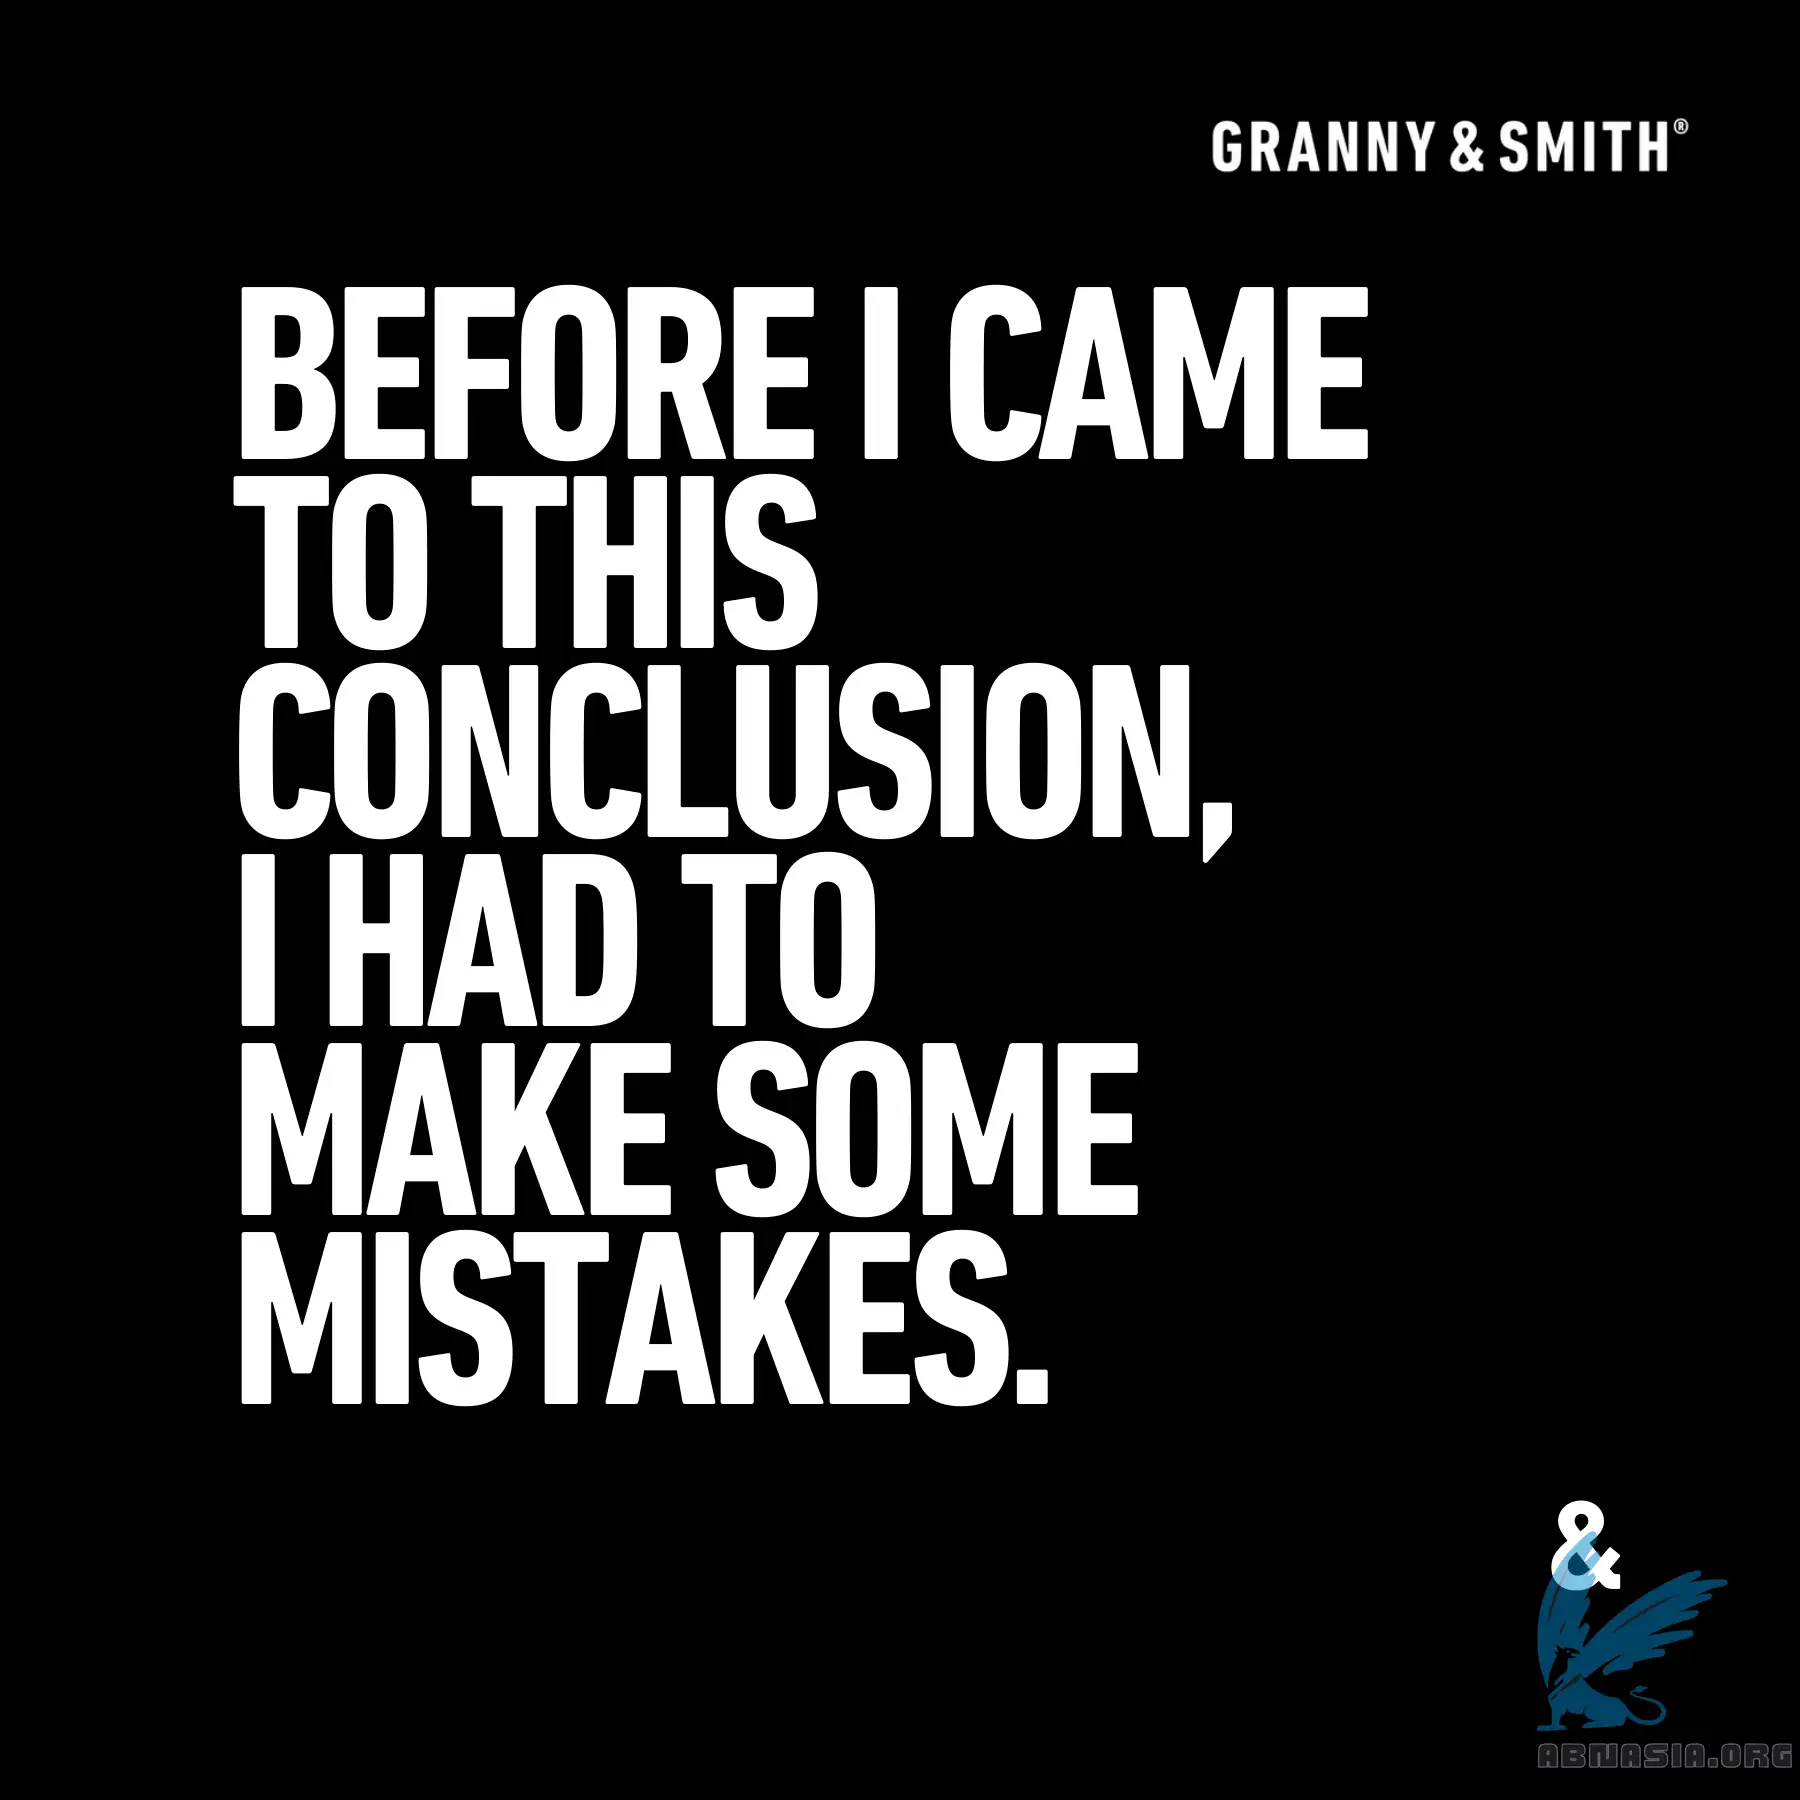 GRANNY & SMITH®
BEFORE I CAME
TO THIS
CONCLUSION,
I HAD TO
MAKE SOME
MISTAKES.
&
ABNASIA.ORG